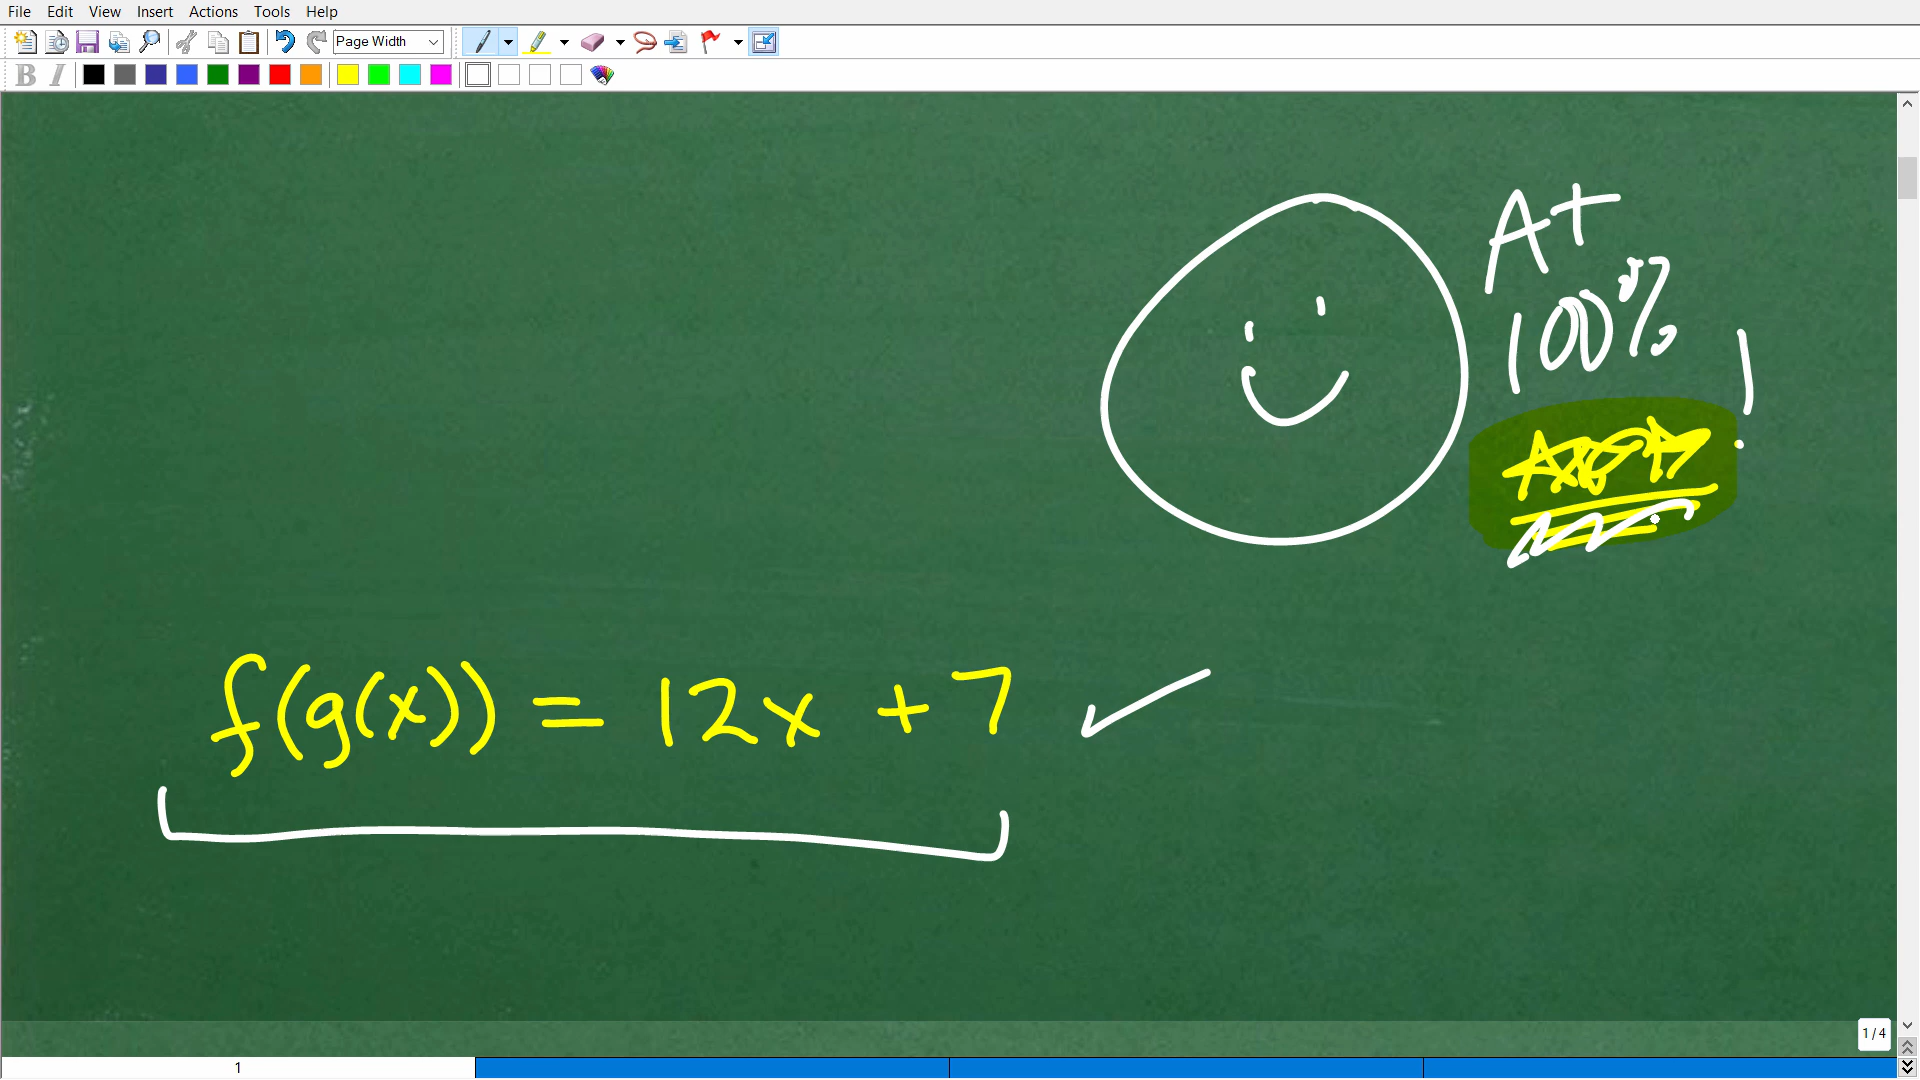 File Edit View Insert Actions Tools Help
Page Width
B I
A+
100%
!
f(g(x)) = 12x + 7
1 / 4
1